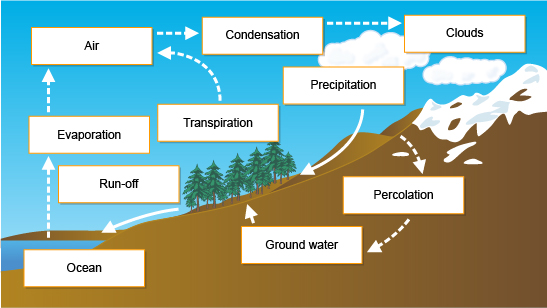 Air
Condensation
Clouds
Precipitation
Evaporation
Transpiration
Run-off
Percolation
Ground water
Ocean